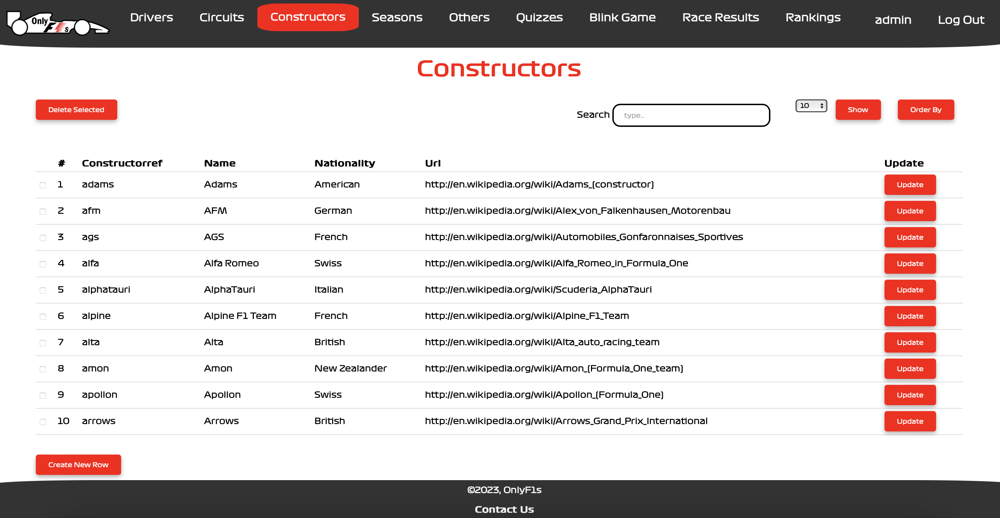 Only F1s Drivers Circuits Constructors Seasons Others Quizzes Blink Game Race Results Rankings admin Log Out
Constructors
Delete Selected Search type.. 10 Show Order By
# Constructorref Name Nationality Url Update
1 adams Adams American http://en.wikipedia.org/wiki/Adams_(constructor) Update
2 afm AFM German http://en.wikipedia.org/wiki/Alex_von_Falkenhausen_Motorenbau Update
3 ags AGS French http://en.wikipedia.org/wiki/Automobiles_Gonfaronnaises_Sportives Update
4 alfa Alfa Romeo Swiss http://en.wikipedia.org/wiki/Alfa_Romeo_in_Formula_One Update
5 alphatauri AlphaTauri Italian http://en.wikipedia.org/wiki/Scuderia_AlphaTauri Update
6 alpine Alpine F1 Team French http://en.wikipedia.org/wiki/Alpine_F1_Team Update
7 alta Alta British http://en.wikipedia.org/wiki/Alta_auto_racing_team Update
8 amon Amon New Zealander http://en.wikipedia.org/wiki/Amon_(Formula_One_team) Update
9 apollon Apollon Swiss http://en.wikipedia.org/wiki/Apollon_(Formula_One) Update
10 arrows Arrows British http://en.wikipedia.org/wiki/Arrows_Grand_Prix_International Update
Create New Row
©2023, OnlyF1s
Contact Us